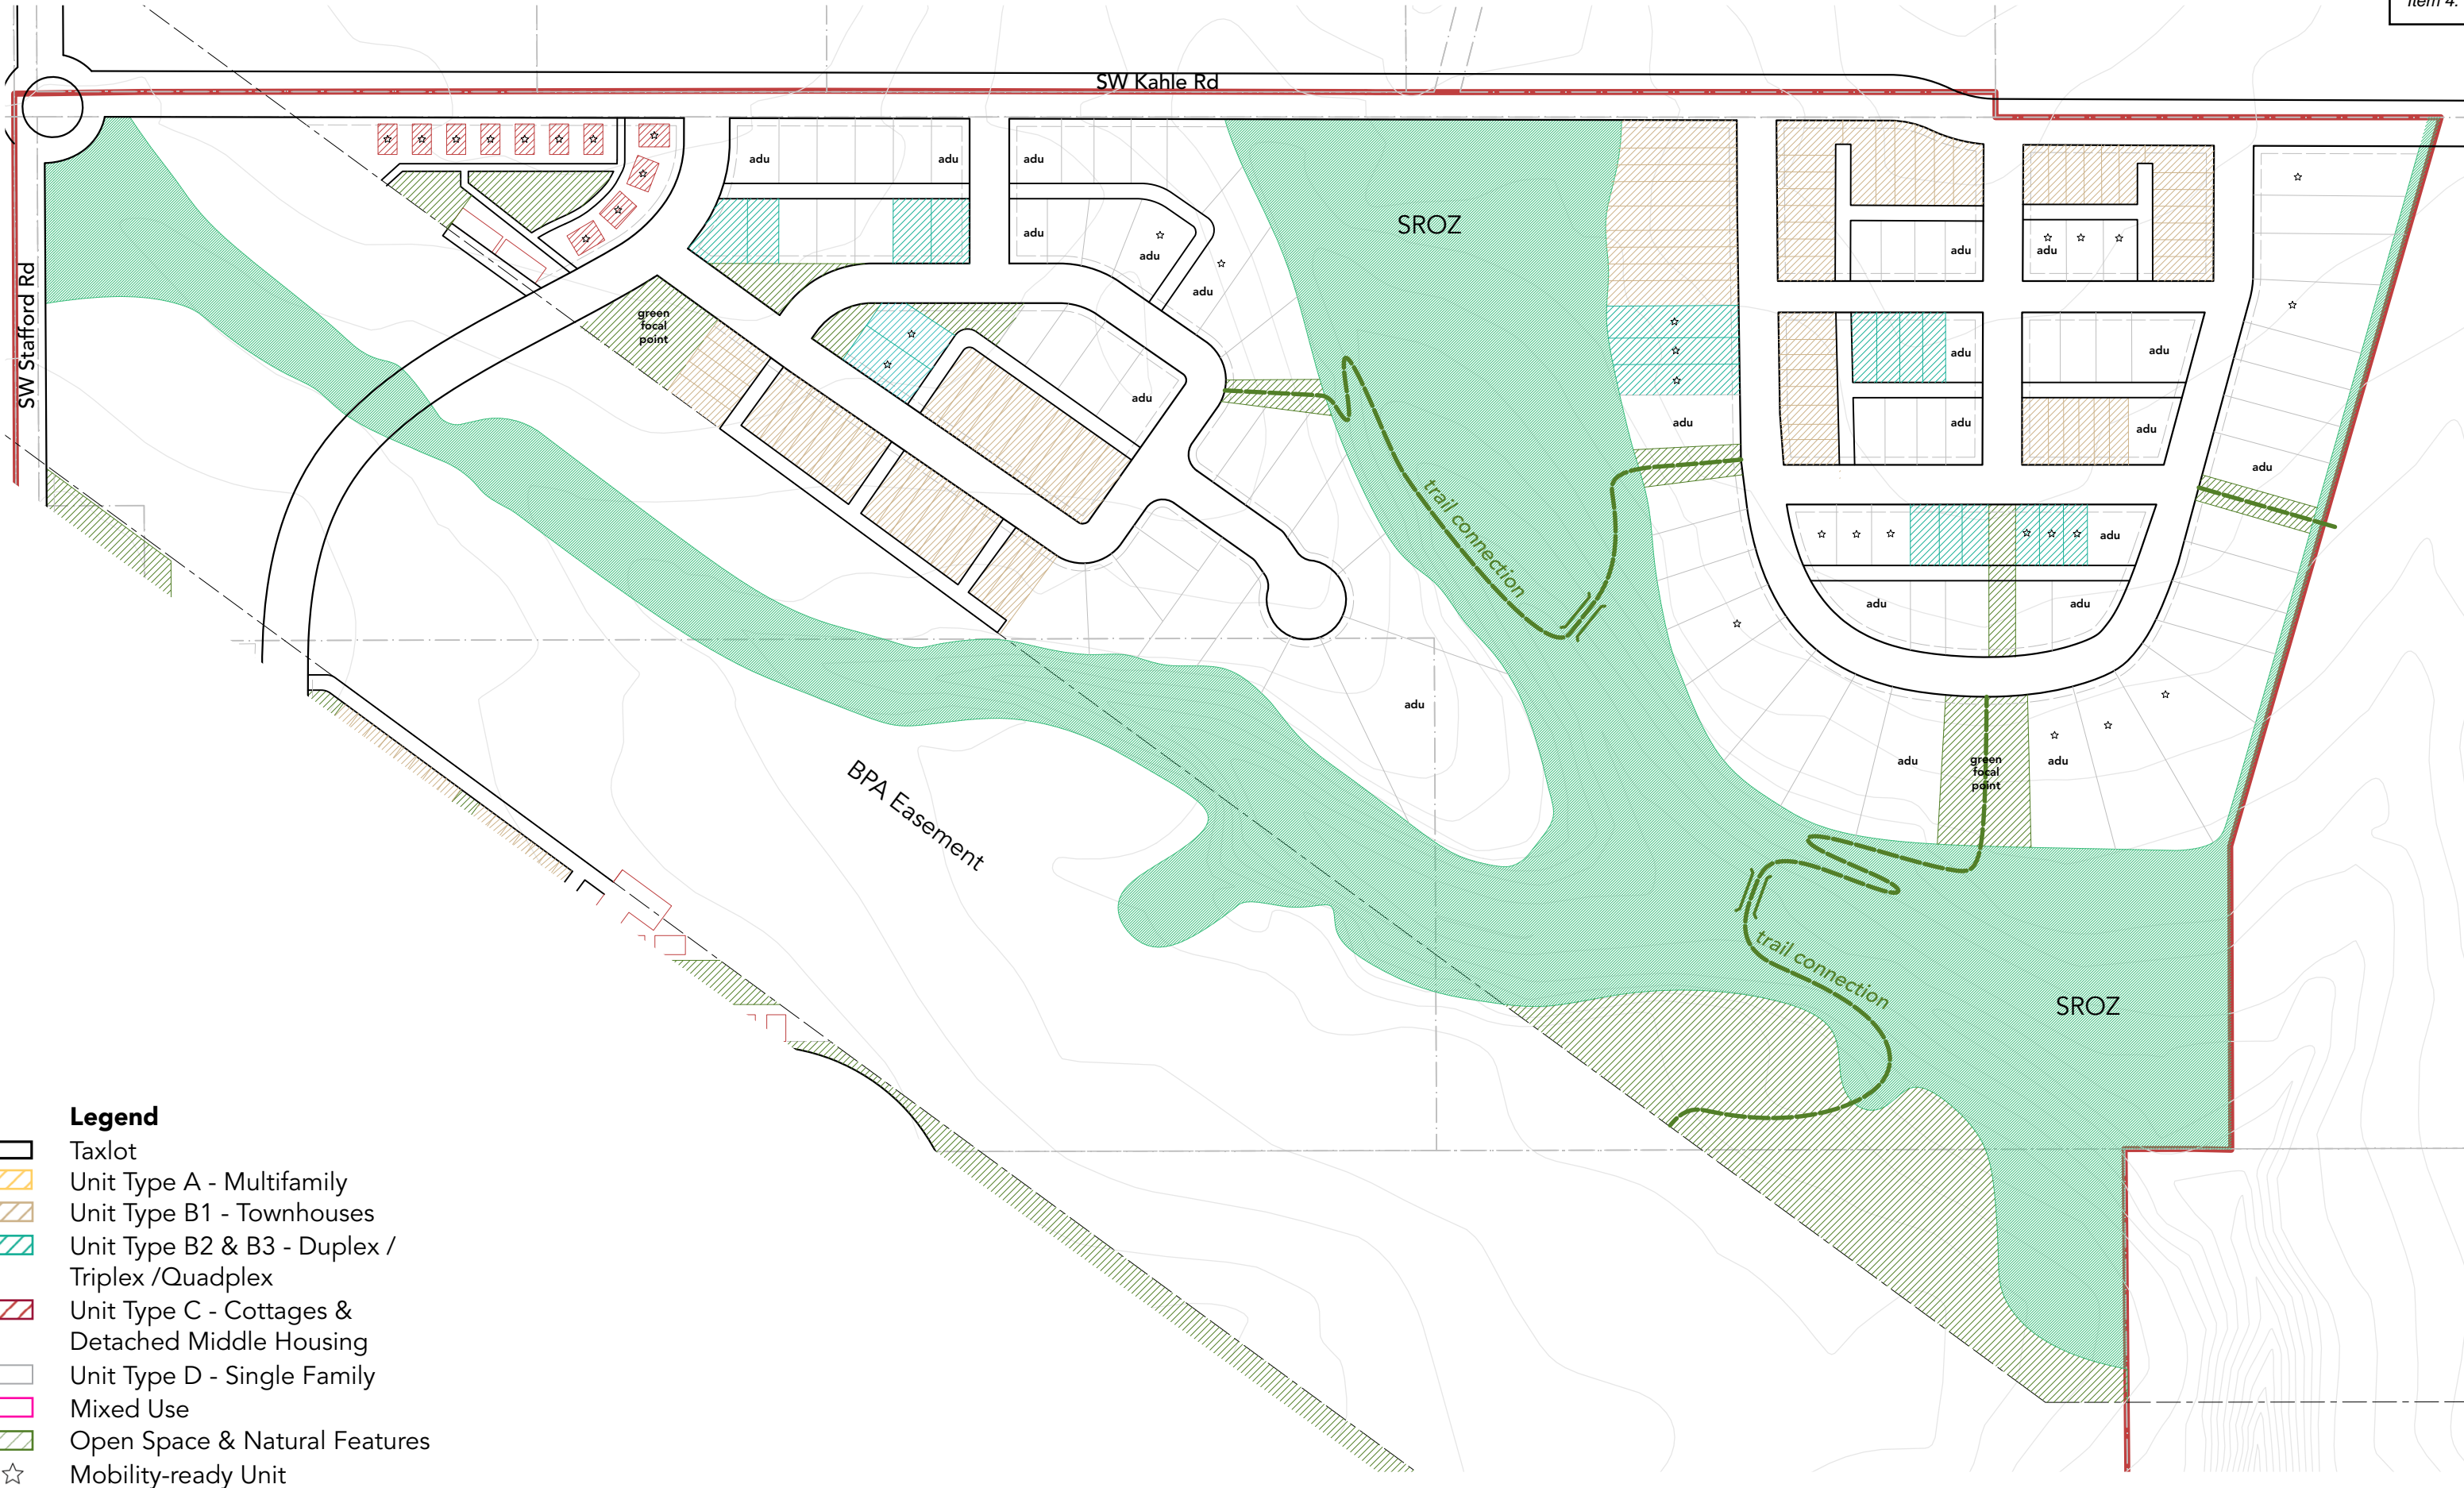 Item 4.
SW Kahle Rd
adu
adu
adu
SROZ
adu
adu
adu
adu
adu
SW Stafford Rd
green
focal
point
adu
adu
adu
adu
adu
adu
adu
trail connection
adu
adu
adu
adu
adu
adu
green
focal
point
adu
BPA Easement
trail connection
SROZ
Legend
Taxlot
Unit Type A - Multifamily
Unit Type B1 - Townhouses
Unit Type B2 & B3 - Duplex /
Triplex /Quadplex
Unit Type C - Cottages &
Detached Middle Housing
Unit Type D - Single Family
Mixed Use
Open Space & Natural Features
Mobility-ready Unit